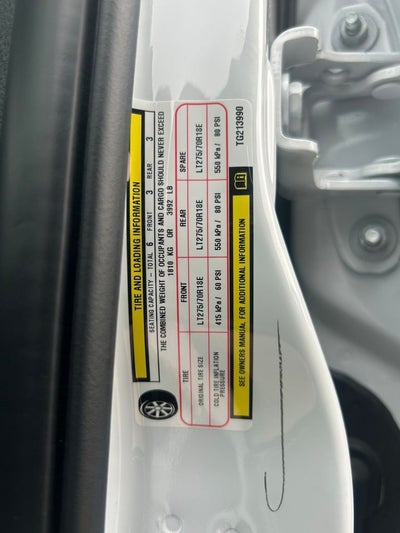 TIRE AND LOADING INFORMATION
SEATING CAPACITY - TOTAL 6 FRONT 3 REAR 3
THE COMBINED WEIGHT OF OCCUPANTS AND CARGO SHOULD NEVER EXCEED
1810 KG OR 3992 LB
TIRE FRONT REAR SPARE
ORIGINAL TIRE SIZE LT275/70R18E LT275/70R18E LT275/70R18E
COLD TIRE INFLATION PRESSURE 415 kPa / 60 PSI 550 kPa / 80 PSI 550 kPa / 80 PSI
SEE OWNERS MANUAL FOR ADDITIONAL INFORMATION
TG213990